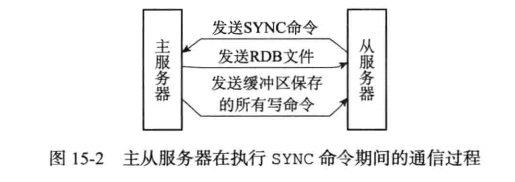 主服务器
从服务器
发送SYNC命令
发送RDB文件
发送缓冲区保存
的所有写命令
图 15-2 主从服务器在执行 SYNC 命令期间的通信过程